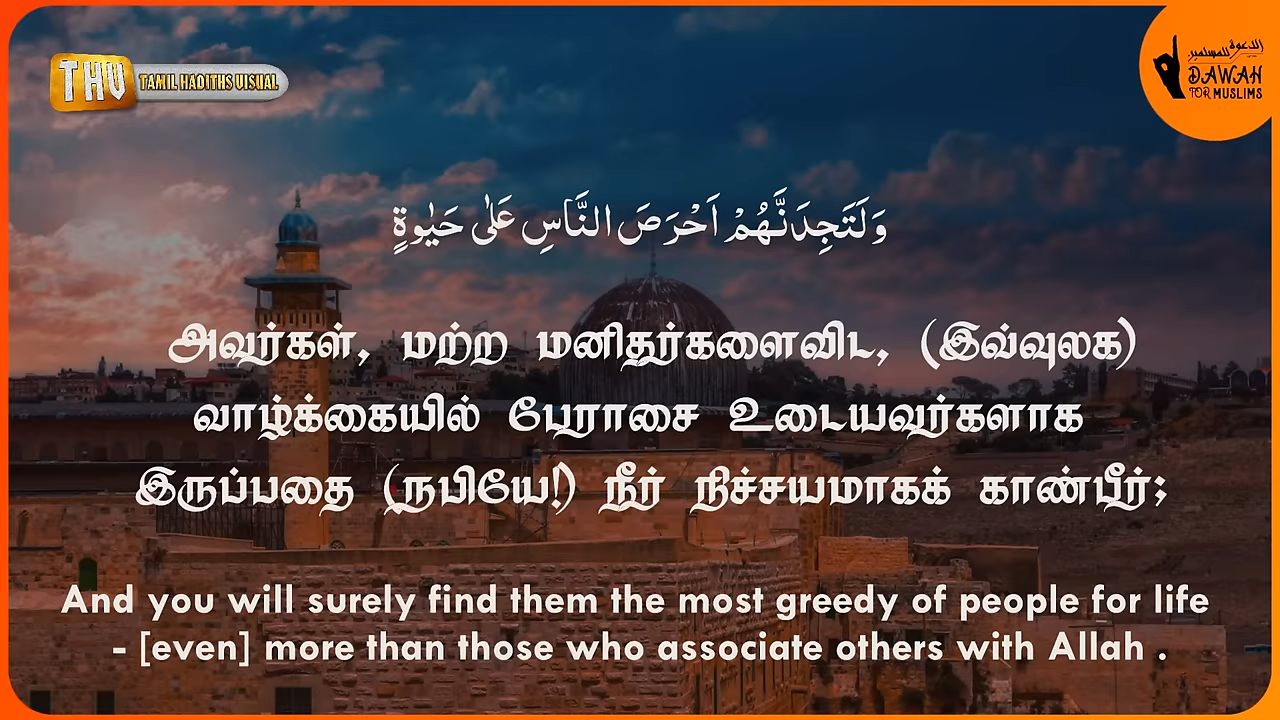 THV TAMIL HADITHS VISUAL
الدعوة للمسلمين
DAWAH
FOR MUSLIMS
وَلَتَجِدَنَّهُمْ اَحْرَصَ النَّاسِ عَلٰى حَيٰوةٍ
அவர்கள், மற்ற மனிதர்களைவிட, (இவ்வுலக)
வாழ்க்கையில் பேராசை உடையவர்களாக
இருப்பதை (நபியே!) நீர் நிச்சயமாகக் காண்பீர்;
And you will surely find them the most greedy of people for life
- [even] more than those who associate others with Allah .